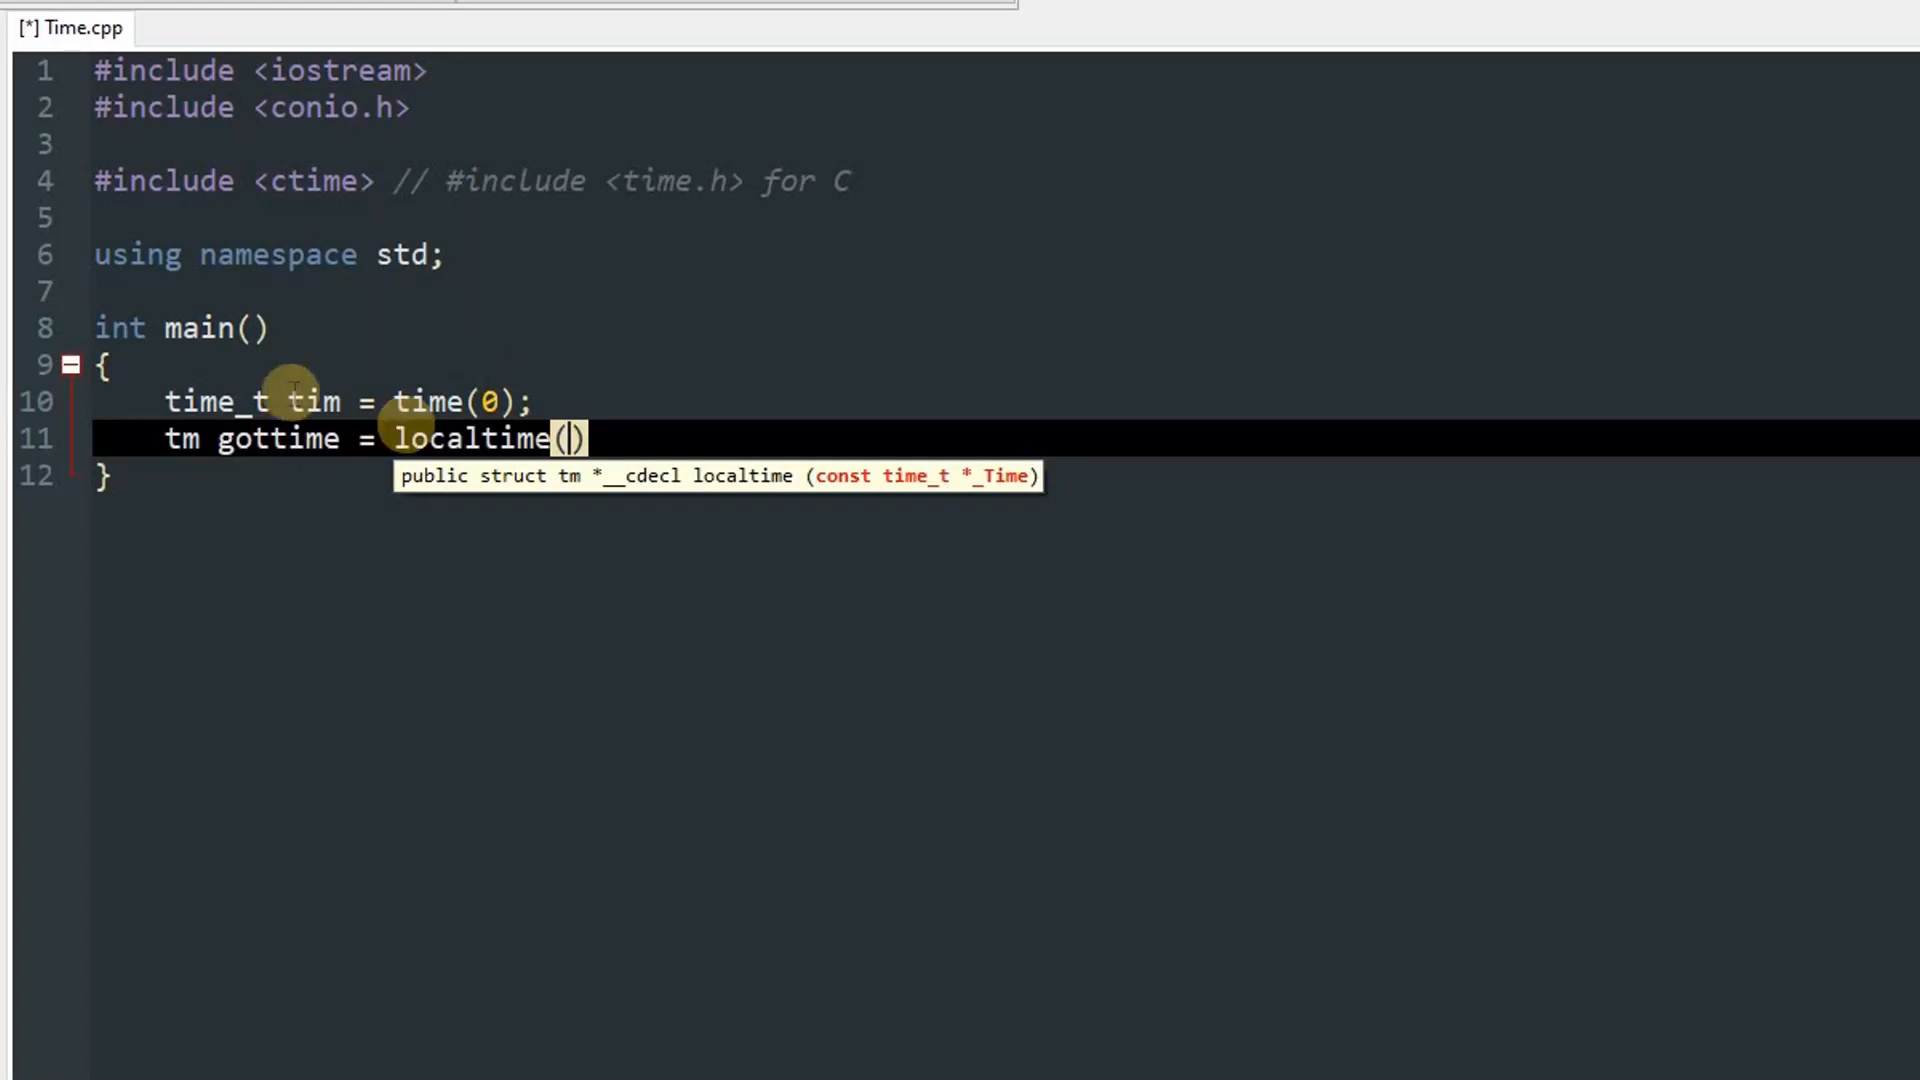 [*] Time.cpp
1 #include <iostream>
2 #include <conio.h>
3
4 #include <ctime> // #include <time.h> for C
5
6 using namespace std;
7
8 int main()
9 {
10 time_t tim = time(0);
11 tm gottime = localtime()
public struct tm *__cdecl localtime (const time_t *_Time)
12 }